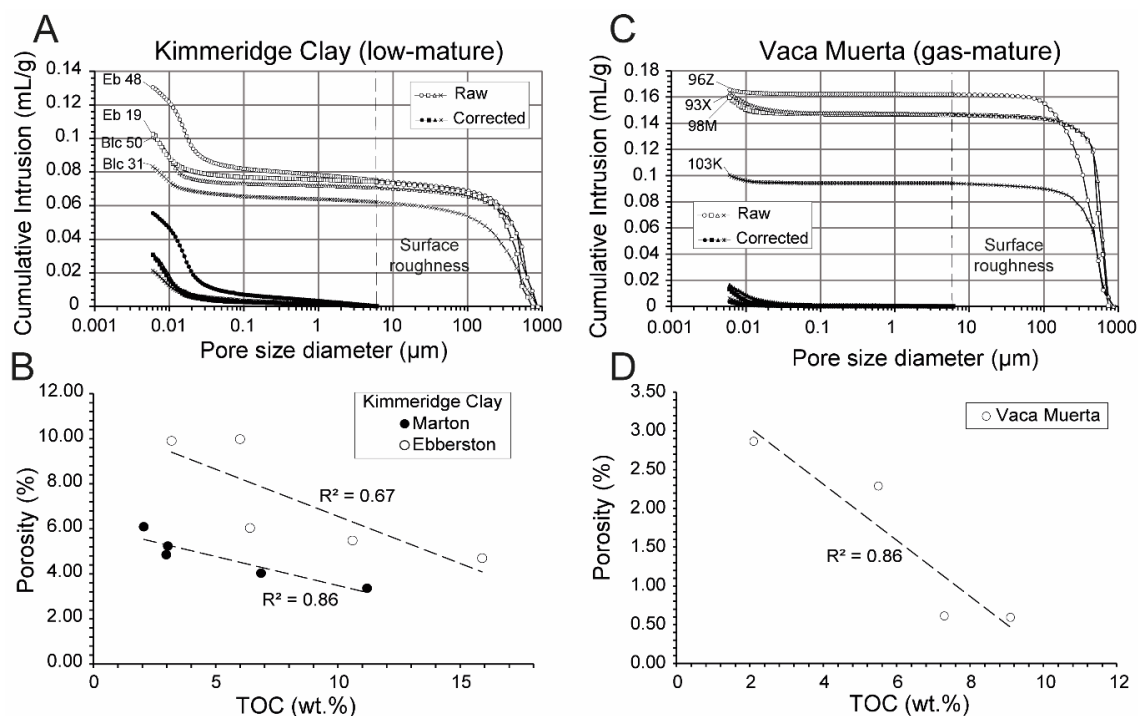 A
Kimmeridge Clay (low-mature)
Cumulative Intrusion (mL/g)
0.14
0.12
0.1
0.08
0.06
0.04
0.02
0
Eb 48
Eb 19
Blc 50
Blc 31
Raw
Corrected
Surface
roughness
0.001
0.01
0.1
1
10
100
1000
Pore size diameter (µm)
C
Vaca Muerta (gas-mature)
Cumulative Intrusion (mL/g)
0.18
0.16
0.14
0.12
0.10
0.08
0.06
0.04
0.02
0
96Z
93X
98M
103K
Raw
Corrected
Surface
roughness
0.001
0.01
0.1
1
10
100
1000
Pore size diameter (µm)
B
Porosity (%)
12.00
10.00
8.00
6.00
4.00
2.00
0.00
Kimmeridge Clay
Marton
Ebberston
R² = 0.67
R² = 0.86
0
5
10
15
TOC (wt.%)
D
Porosity (%)
3.50
3.00
2.50
2.00
1.50
1.00
0.50
0.00
Vaca Muerta
R² = 0.86
0
2
4
6
8
10
12
TOC (wt.%)